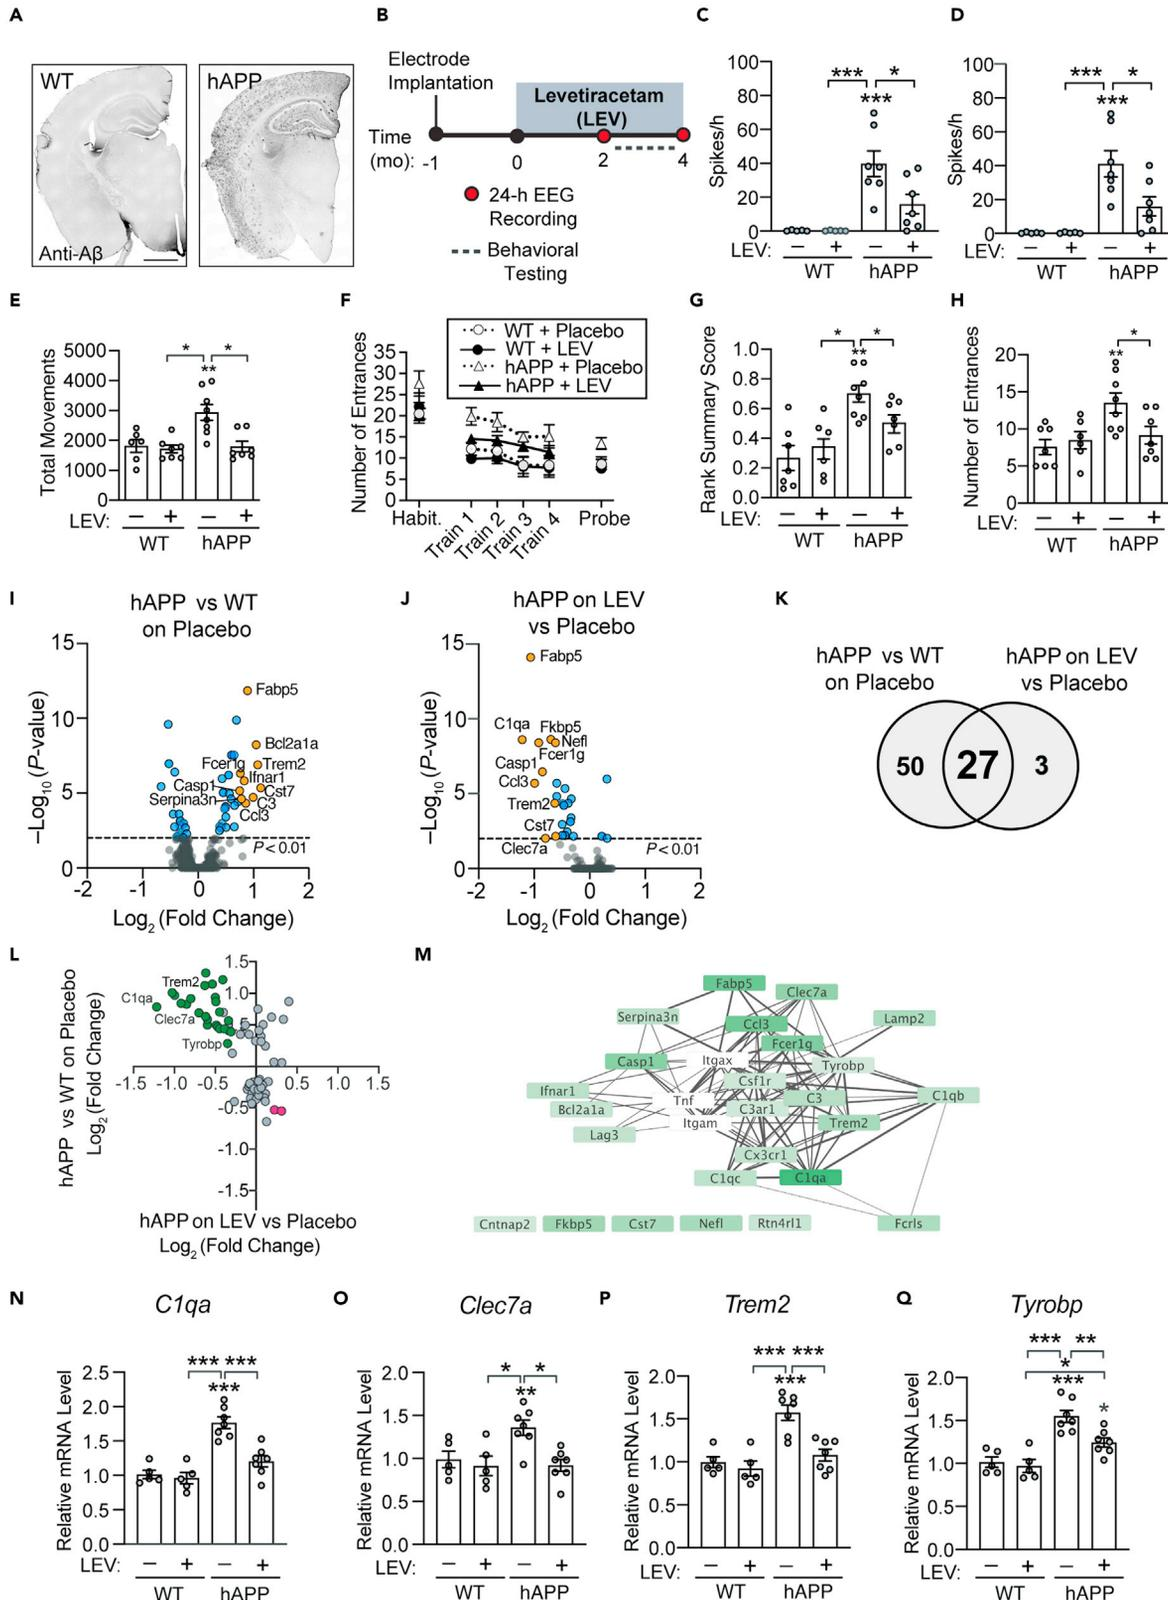 A
WT
hAPP
Anti-Aβ
B
Electrode
Implantation
Levetiracetam
(LEV)
Time
(mo): -1 0 2 4
24-h EEG
Recording
Behavioral
Testing
C
Spikes/h
100
80
60
40
20
0
*** *
***
LEV: − + − +
WT hAPP
D
Spikes/h
100
80
60
40
20
0
*** *
***
LEV: − + − +
WT hAPP
E
Total Movements
5000
4000
3000
2000
1000
0
* *
**
LEV: − + − +
WT hAPP
F
WT + Placebo
WT + LEV
hAPP + Placebo
hAPP + LEV
Number of Entrances
35
30
25
20
15
10
5
0
Habit. Train 1 Train 2 Train 3 Train 4 Probe
G
Rank Summary Score
1.0
0.8
0.6
0.4
0.2
0.0
* *
**
LEV: − + − +
WT hAPP
H
Number of Entrances
20
15
10
5
0
*
**
LEV: − + − +
WT hAPP
I
hAPP vs WT
on Placebo
–Log10 (P-value)
15
10
5
0
Fabp5
Bcl2a1a
Fcer1g
Trem2
Ifnar1
Casp1
Cst7
Serpina3n
C3
Ccl3
P < 0.01
-2 -1 0 1 2
Log2 (Fold Change)
J
hAPP on LEV
vs Placebo
–Log10 (P-value)
15
10
5
0
Fabp5
C1qa
Fkbp5
Nefl
Fcer1g
Casp1
Ccl3
Trem2
Cst7
Clec7a
P < 0.01
-2 -1 0 1 2
Log2 (Fold Change)
K
hAPP vs WT
on Placebo
hAPP on LEV
vs Placebo
50 27 3
L
hAPP vs WT on Placebo
Log2 (Fold Change)
1.5
1.0
0.5
-0.5
-1.0
-1.5
Trem2
C1qa
Clec7a
Tyrobp
-1.5 -1.0 -0.5 0.5 1.0 1.5
hAPP on LEV vs Placebo
Log2 (Fold Change)
M
Fabp5
Clec7a
Serpina3n
Ccl3
Lamp2
Fcer1g
Casp1
Itgax
Tyrobp
Csf1r
Ifnar1
Tnf
C3
C1qb
Bcl2a1a
C3ar1
Itgam
Trem2
Lag3
Cx3cr1
C1qc
C1qa
Cntnap2 Fkbp5 Cst7 Nefl Rtn4rl1 Fcrls
N
C1qa
Relative mRNA Level
2.5
2.0
1.5
1.0
0.5
0.0
*** ***
***
LEV: − + − +
WT hAPP
O
Clec7a
Relative mRNA Level
2.0
1.5
1.0
0.5
0.0
* *
**
LEV: − + − +
WT hAPP
P
Trem2
Relative mRNA Level
2.0
1.5
1.0
0.5
0.0
*** ***
***
LEV: − + − +
WT hAPP
Q
Tyrobp
Relative mRNA Level
2.0
1.5
1.0
0.5
0.0
*** **
*
***
*
LEV: − + − +
WT hAPP